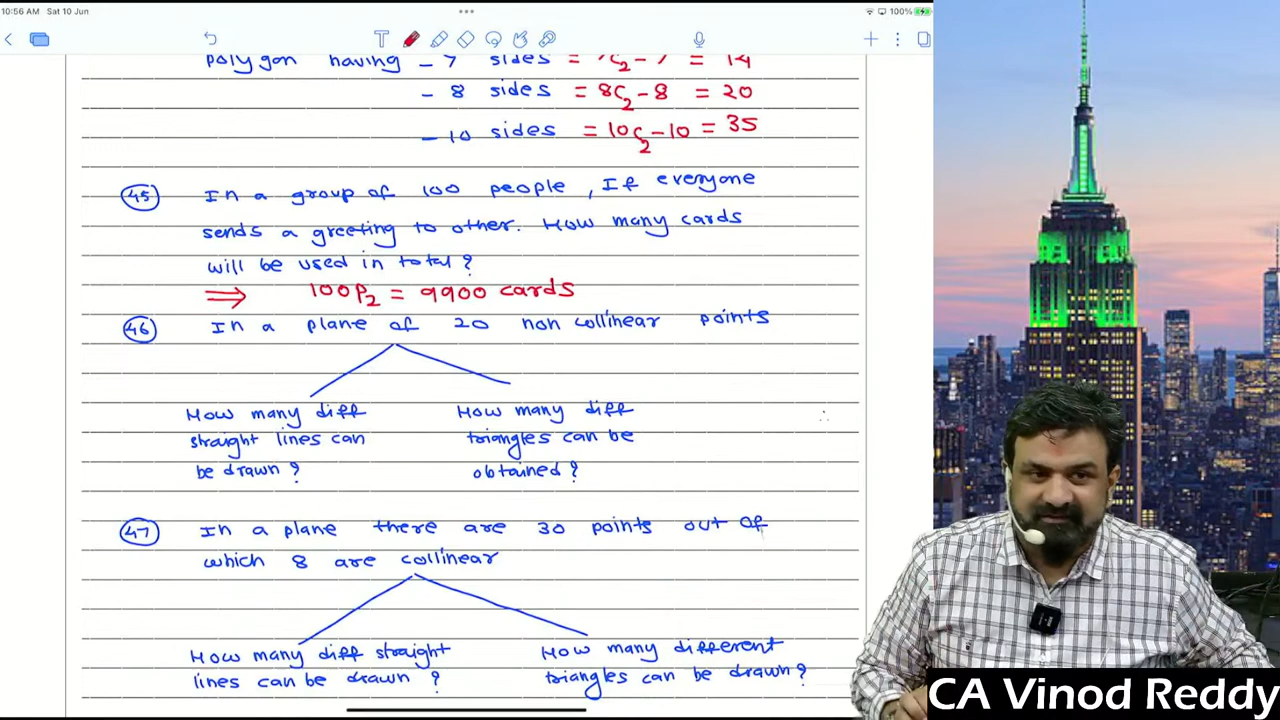 10:56 AM Sat 10 Jun
100%
polygon having - 7 sides = 7C2 - 7 = 14
- 8 sides = 8C2 - 8 = 20
- 10 sides = 10C2 - 10 = 35
45 In a group of 100 people, If everyone
sends a greeting to other. How many cards
will be used in total?
⇒ 100P2 = 9900 cards
46 In a plane of 20 non collinear points
How many diff
straight lines can
be drawn?
How many diff
triangles can be
obtained?
47 In a plane there are 30 points out of
which 8 are collinear
How many diff straight
lines can be drawn?
How many different
triangles can be drawn?
CA Vinod Reddy